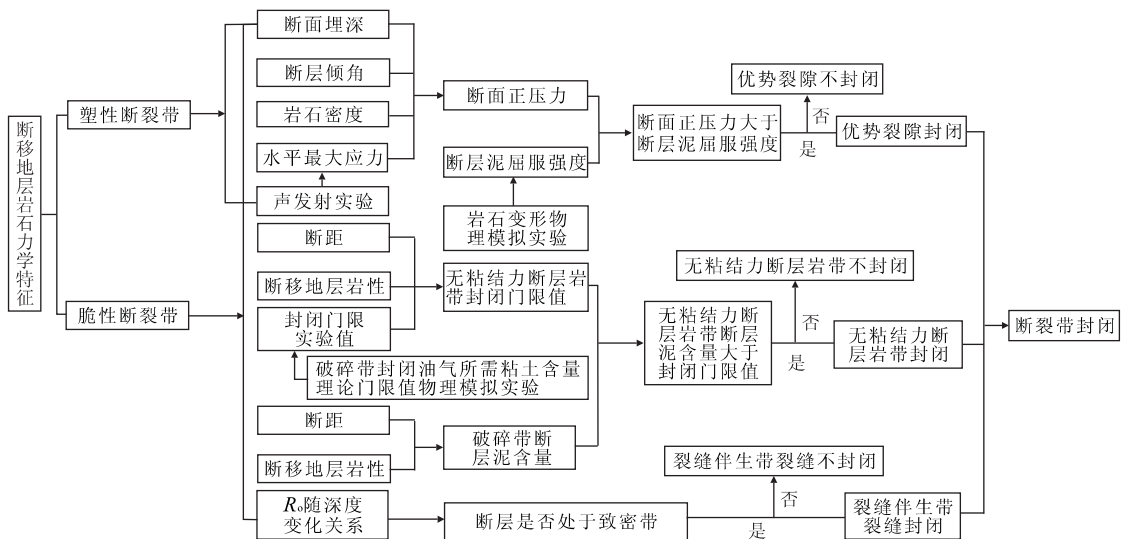 断移地层岩石力学特征
塑性断裂带
脆性断裂带
断面埋深
断层倾角
岩石密度
水平最大应力
声发射实验
断面正压力
断层泥屈服强度
岩石变形物
理模拟实验
断面正压力大于
断层泥屈服强度
优势裂隙不封闭
否
是
优势裂隙封闭
断距
断移地层岩性
封闭门限
实验值
破碎带封闭油气所需粘土含量
理论门限值物理模拟实验
无粘结力断层岩
带封闭门限值
断距
断移地层岩性
破碎带断
层泥含量
无粘结力断
层岩带断层
泥含量大于
封闭门限值
无粘结力断层岩带不封闭
否
是
无粘结力断
层岩带封闭
Ro随深度
变化关系
断层是否处于致密带
裂缝伴生带裂缝不封闭
否
是
裂缝伴生带
裂缝封闭
断裂带封闭